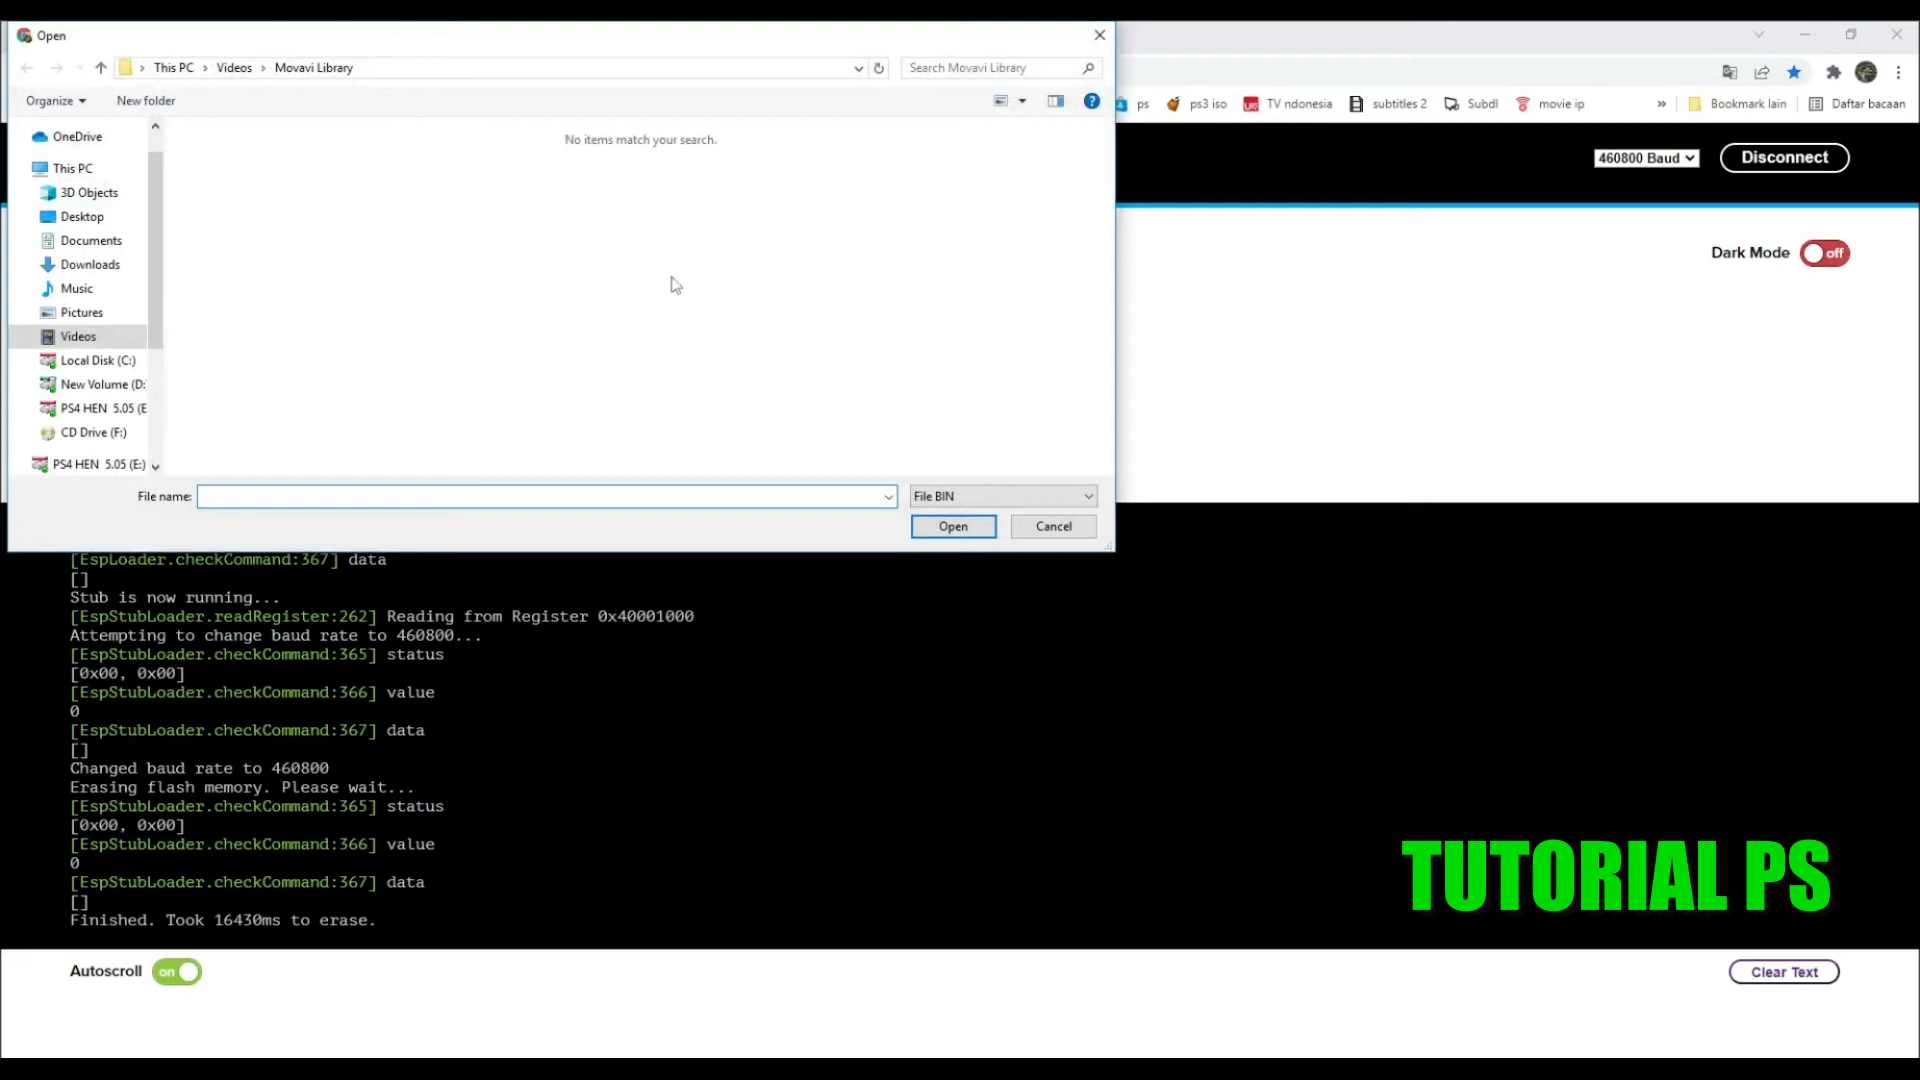 Open
This PC > Videos > Movavi Library
Search Movavi Library
Organize
New folder
No items match your search.
OneDrive
This PC
3D Objects
Desktop
Documents
Downloads
Music
Pictures
Videos
Local Disk (C:)
New Volume (D:
PS4 HEN 5.05 (E
CD Drive (F:)
PS4 HEN 5.05 (E:)
File name:
File BIN
Open
Cancel
ps
ps3 iso
TV ndonesia
subtitles 2
Subdl
movie ip
»
Bookmark lain
Daftar bacaan
460800 Baud
Disconnect
Dark Mode
off
[EspLoader.checkCommand:367] data
[]
Stub is now running...
[EspStubLoader.readRegister:262] Reading from Register 0x40001000
Attempting to change baud rate to 460800...
[EspStubLoader.checkCommand:365] status
[0x00, 0x00]
[EspStubLoader.checkCommand:366] value
0
[EspStubLoader.checkCommand:367] data
[]
Changed baud rate to 460800
Erasing flash memory. Please wait...
[EspStubLoader.checkCommand:365] status
[0x00, 0x00]
[EspStubLoader.checkCommand:366] value
0
[EspStubLoader.checkCommand:367] data
[]
Finished. Took 16430ms to erase.
TUTORIAL PS
Autoscroll
on
Clear Text